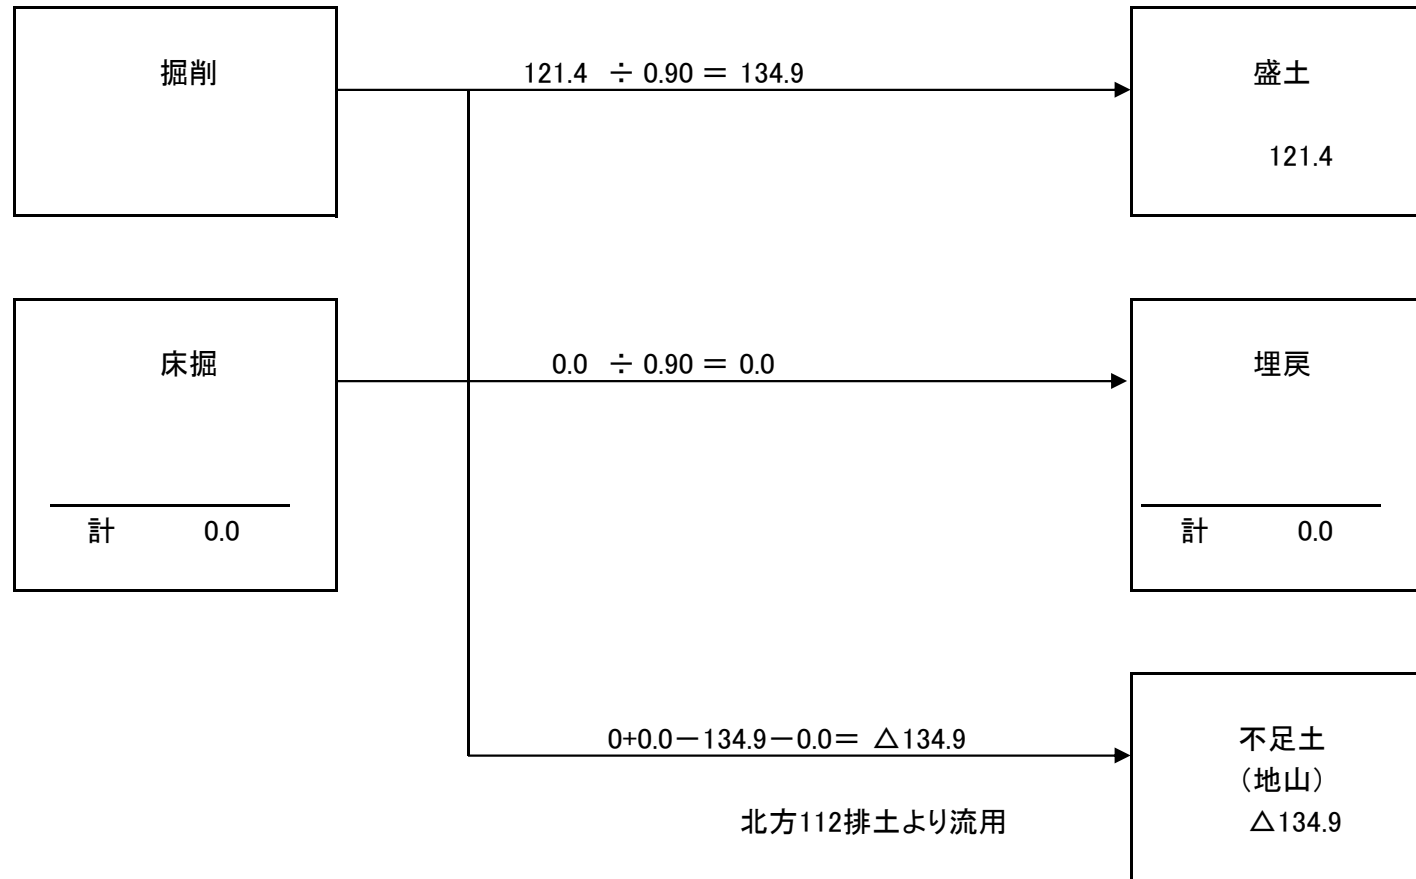 掘削
121.4 ÷ 0.90 ＝ 134.9
盛土
121.4
床掘
0.0 ÷ 0.90 ＝ 0.0
埋戻
計 0.0
計 0.0
0+0.0－134.9－0.0＝ △134.9
不足土
（地山）
北方112排土より流用
△134.9